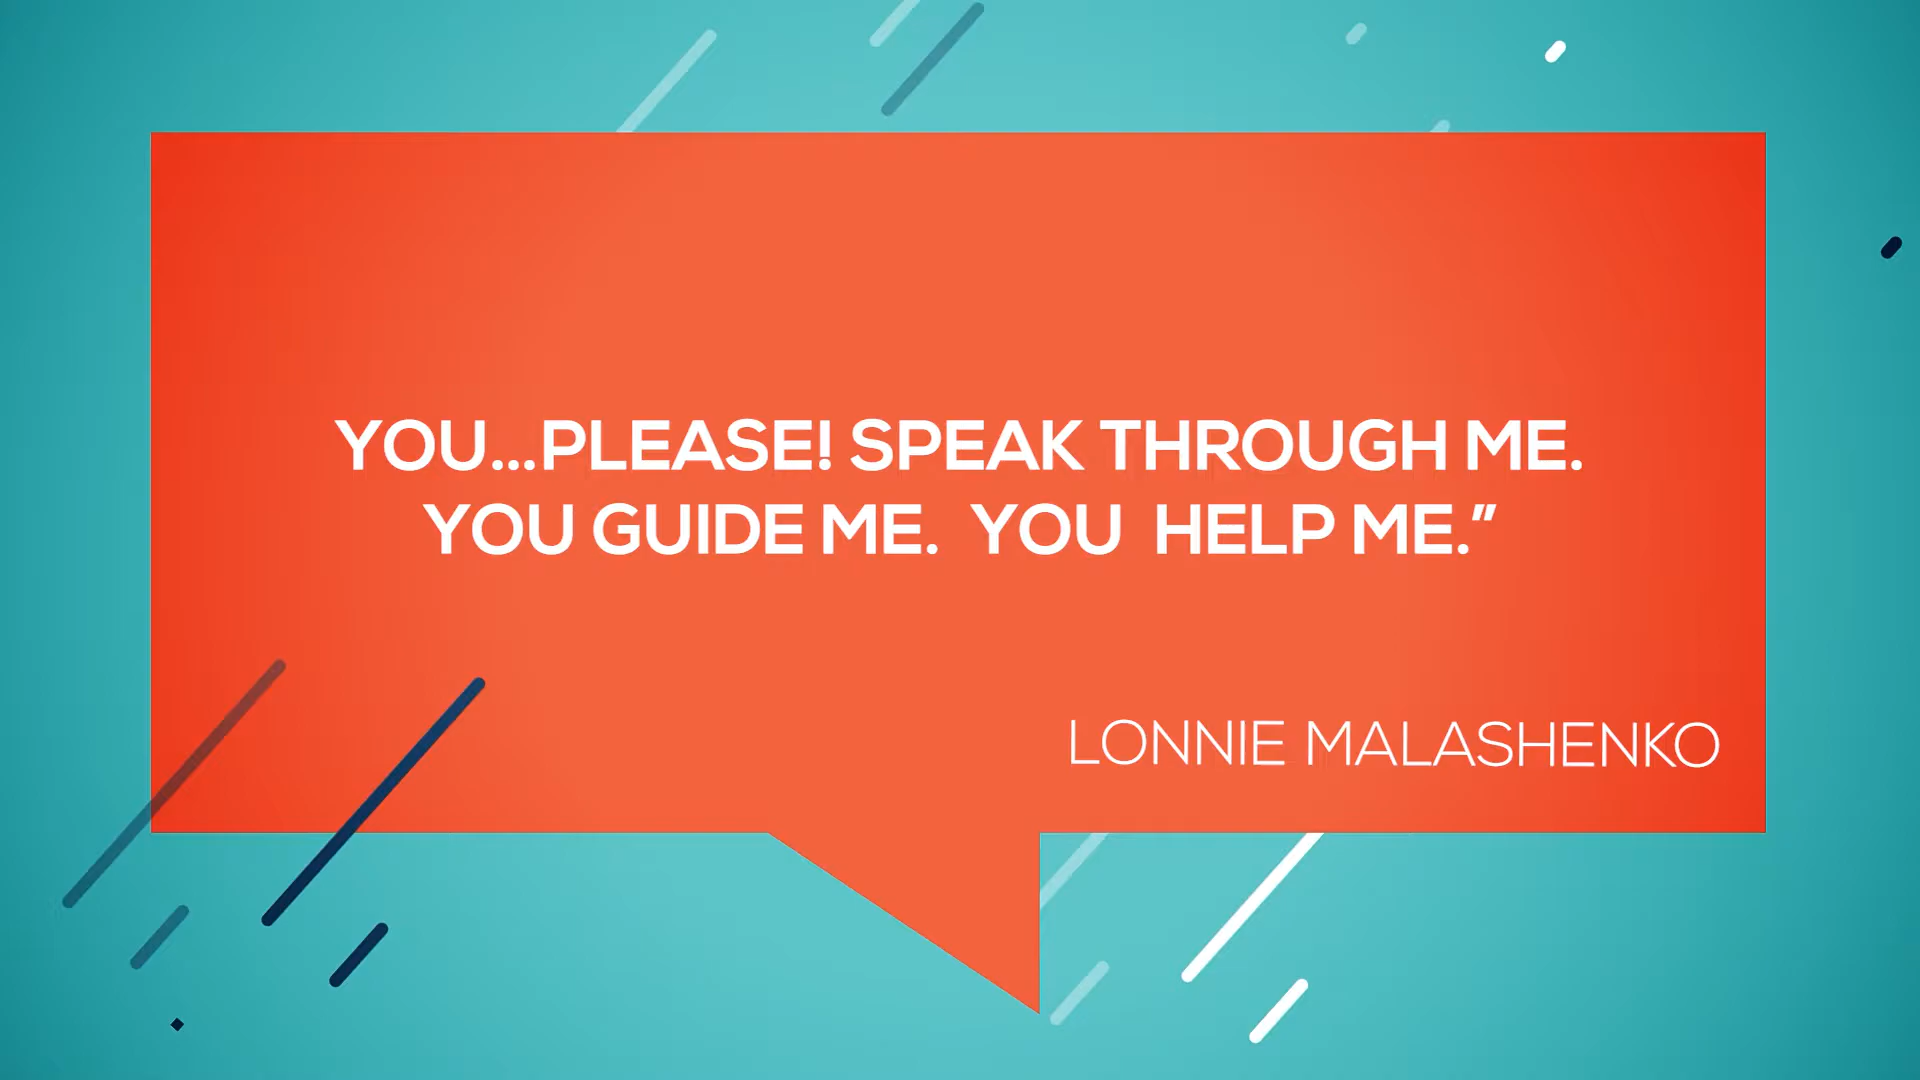 YOU...PLEASE! SPEAK THROUGH ME.
YOU GUIDE ME.  YOU  HELP ME.”
LONNIE MALASHENKO